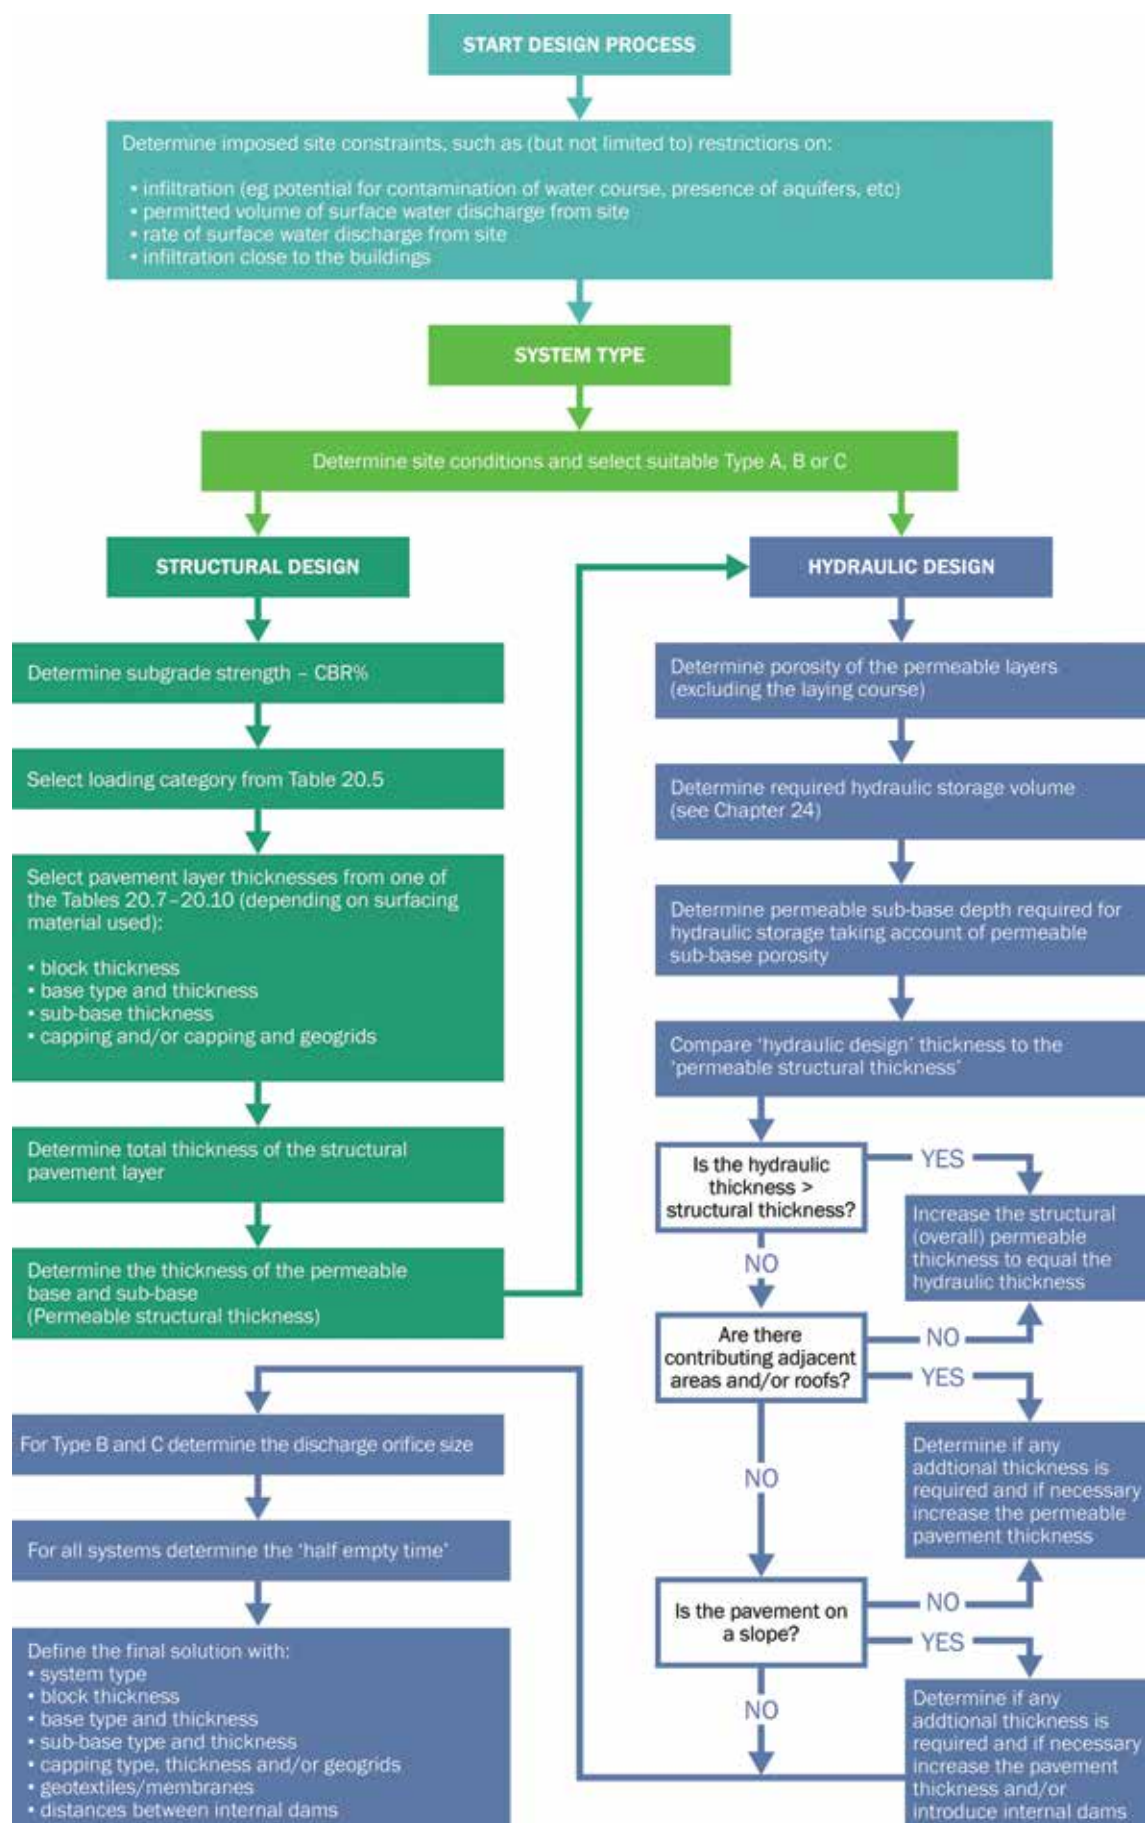 START DESIGN PROCESS
Determine imposed site constraints, such as (but not limited to) restrictions on:
• infiltration (eg potential for contamination of water course, presence of aquifers, etc)
• permitted volume of surface water discharge from site
• rate of surface water discharge from site
• infiltration close to the buildings
SYSTEM TYPE
Determine site conditions and select suitable Type A, B or C
STRUCTURAL DESIGN
Determine subgrade strength – CBR%
Select loading category from Table 20.5
Select pavement layer thicknesses from one of
the Tables 20.7–20.10 (depending on surfacing
material used):
• block thickness
• base type and thickness
• sub-base thickness
• capping and/or capping and geogrids
Determine total thickness of the structural
pavement layer
Determine the thickness of the permeable
base and sub-base
(Permeable structural thickness)
HYDRAULIC DESIGN
Determine porosity of the permeable layers
(excluding the laying course)
Determine required hydraulic storage volume
(see Chapter 24)
Determine permeable sub-base depth required for
hydraulic storage taking account of permeable
sub-base porosity
Compare ‘hydraulic design’ thickness to the
‘permeable structural thickness’
Is the hydraulic
thickness >
structural thickness?
YES
Increase the structural
(overall) permeable
thickness to equal the
hydraulic thickness
NO
Are there
contributing adjacent
areas and/or roofs?
NO
YES
Determine if any
addtional thickness is
required and if necessary
increase the permeable
pavement thickness
NO
Is the pavement on
a slope?
NO
YES
Determine if any
addtional thickness is
required and if necessary
increase the pavement
thickness and/or
introduce internal dams
NO
For Type B and C determine the discharge orifice size
For all systems determine the ‘half empty time’
Define the final solution with:
• system type
• block thickness
• base type and thickness
• sub-base type and thickness
• capping type, thickness and/or geogrids
• geotextiles/membranes
• distances between internal dams